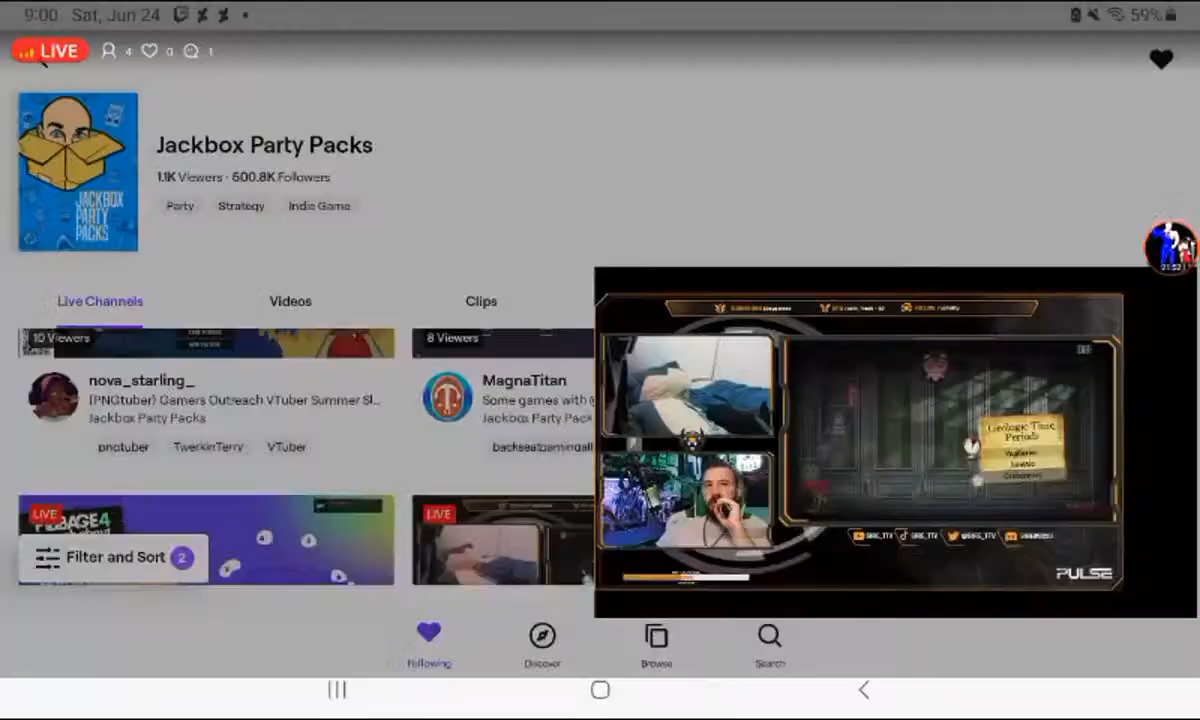 9:00 Sat, Jun 24
59%
LIVE 4 0 1
Jackbox Party Packs
1.1K Viewers · 600.8K Followers
Party Strategy Indie Game
JACKBOX
PARTY
PACKS
Live Channels Videos Clips
10 Viewers
8 Viewers
nova_starling_
(PNGtuber) Gamers Outreach VTuber Summer Sl...
Jackbox Party Packs
pngtuber TwerkinTerry VTuber
MagnaTitan
Some games with
Jackbox Party Pack
backseatgamingall
LIVE
LIVE
Filter and Sort 2
Geologic Time
Periods
PULSE
Following Discover Browse Search